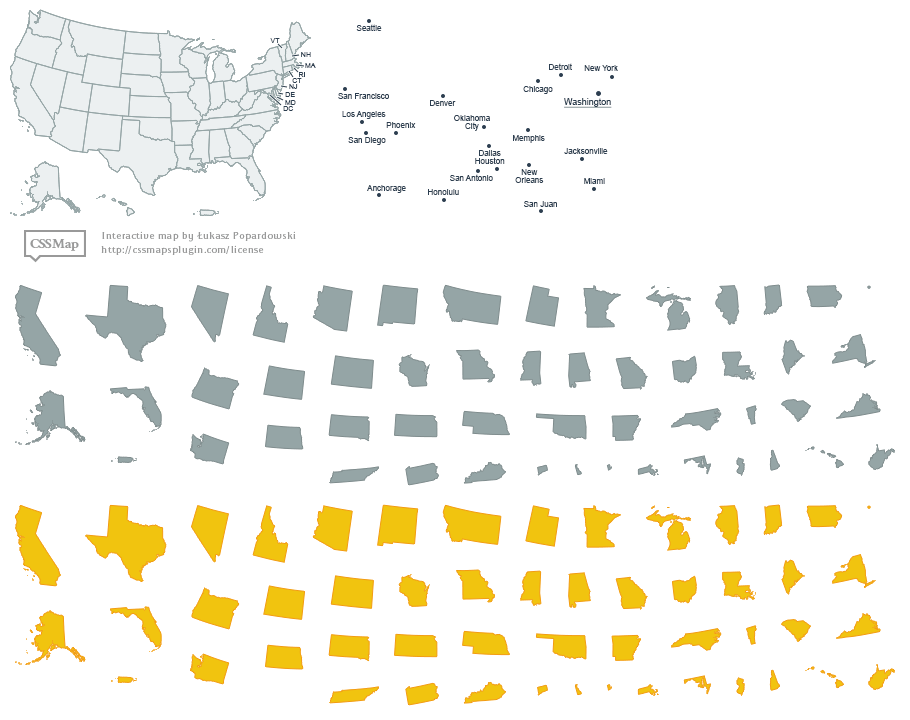 VT
NH
MA
RI
CT
NJ
DE
MD
DC
Seattle
Detroit
New York
Chicago
San Francisco
Denver
Washington
Los Angeles
Phoenix
Oklahoma
City
San Diego
Memphis
Dallas
Houston
Jacksonville
San Antonio
New
Orleans
Miami
Anchorage
Honolulu
San Juan
CSSMap
Interactive map by Łukasz Popardowski
http://cssmapsplugin.com/license